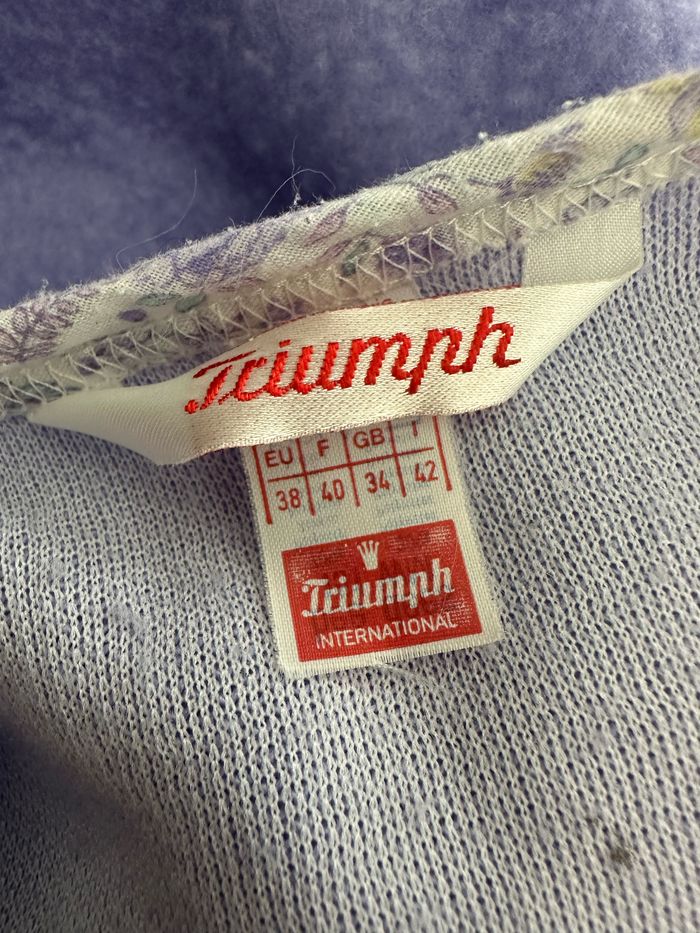 Triumph
EU F GB I
38 40 34 42
Triumph
INTERNATIONAL